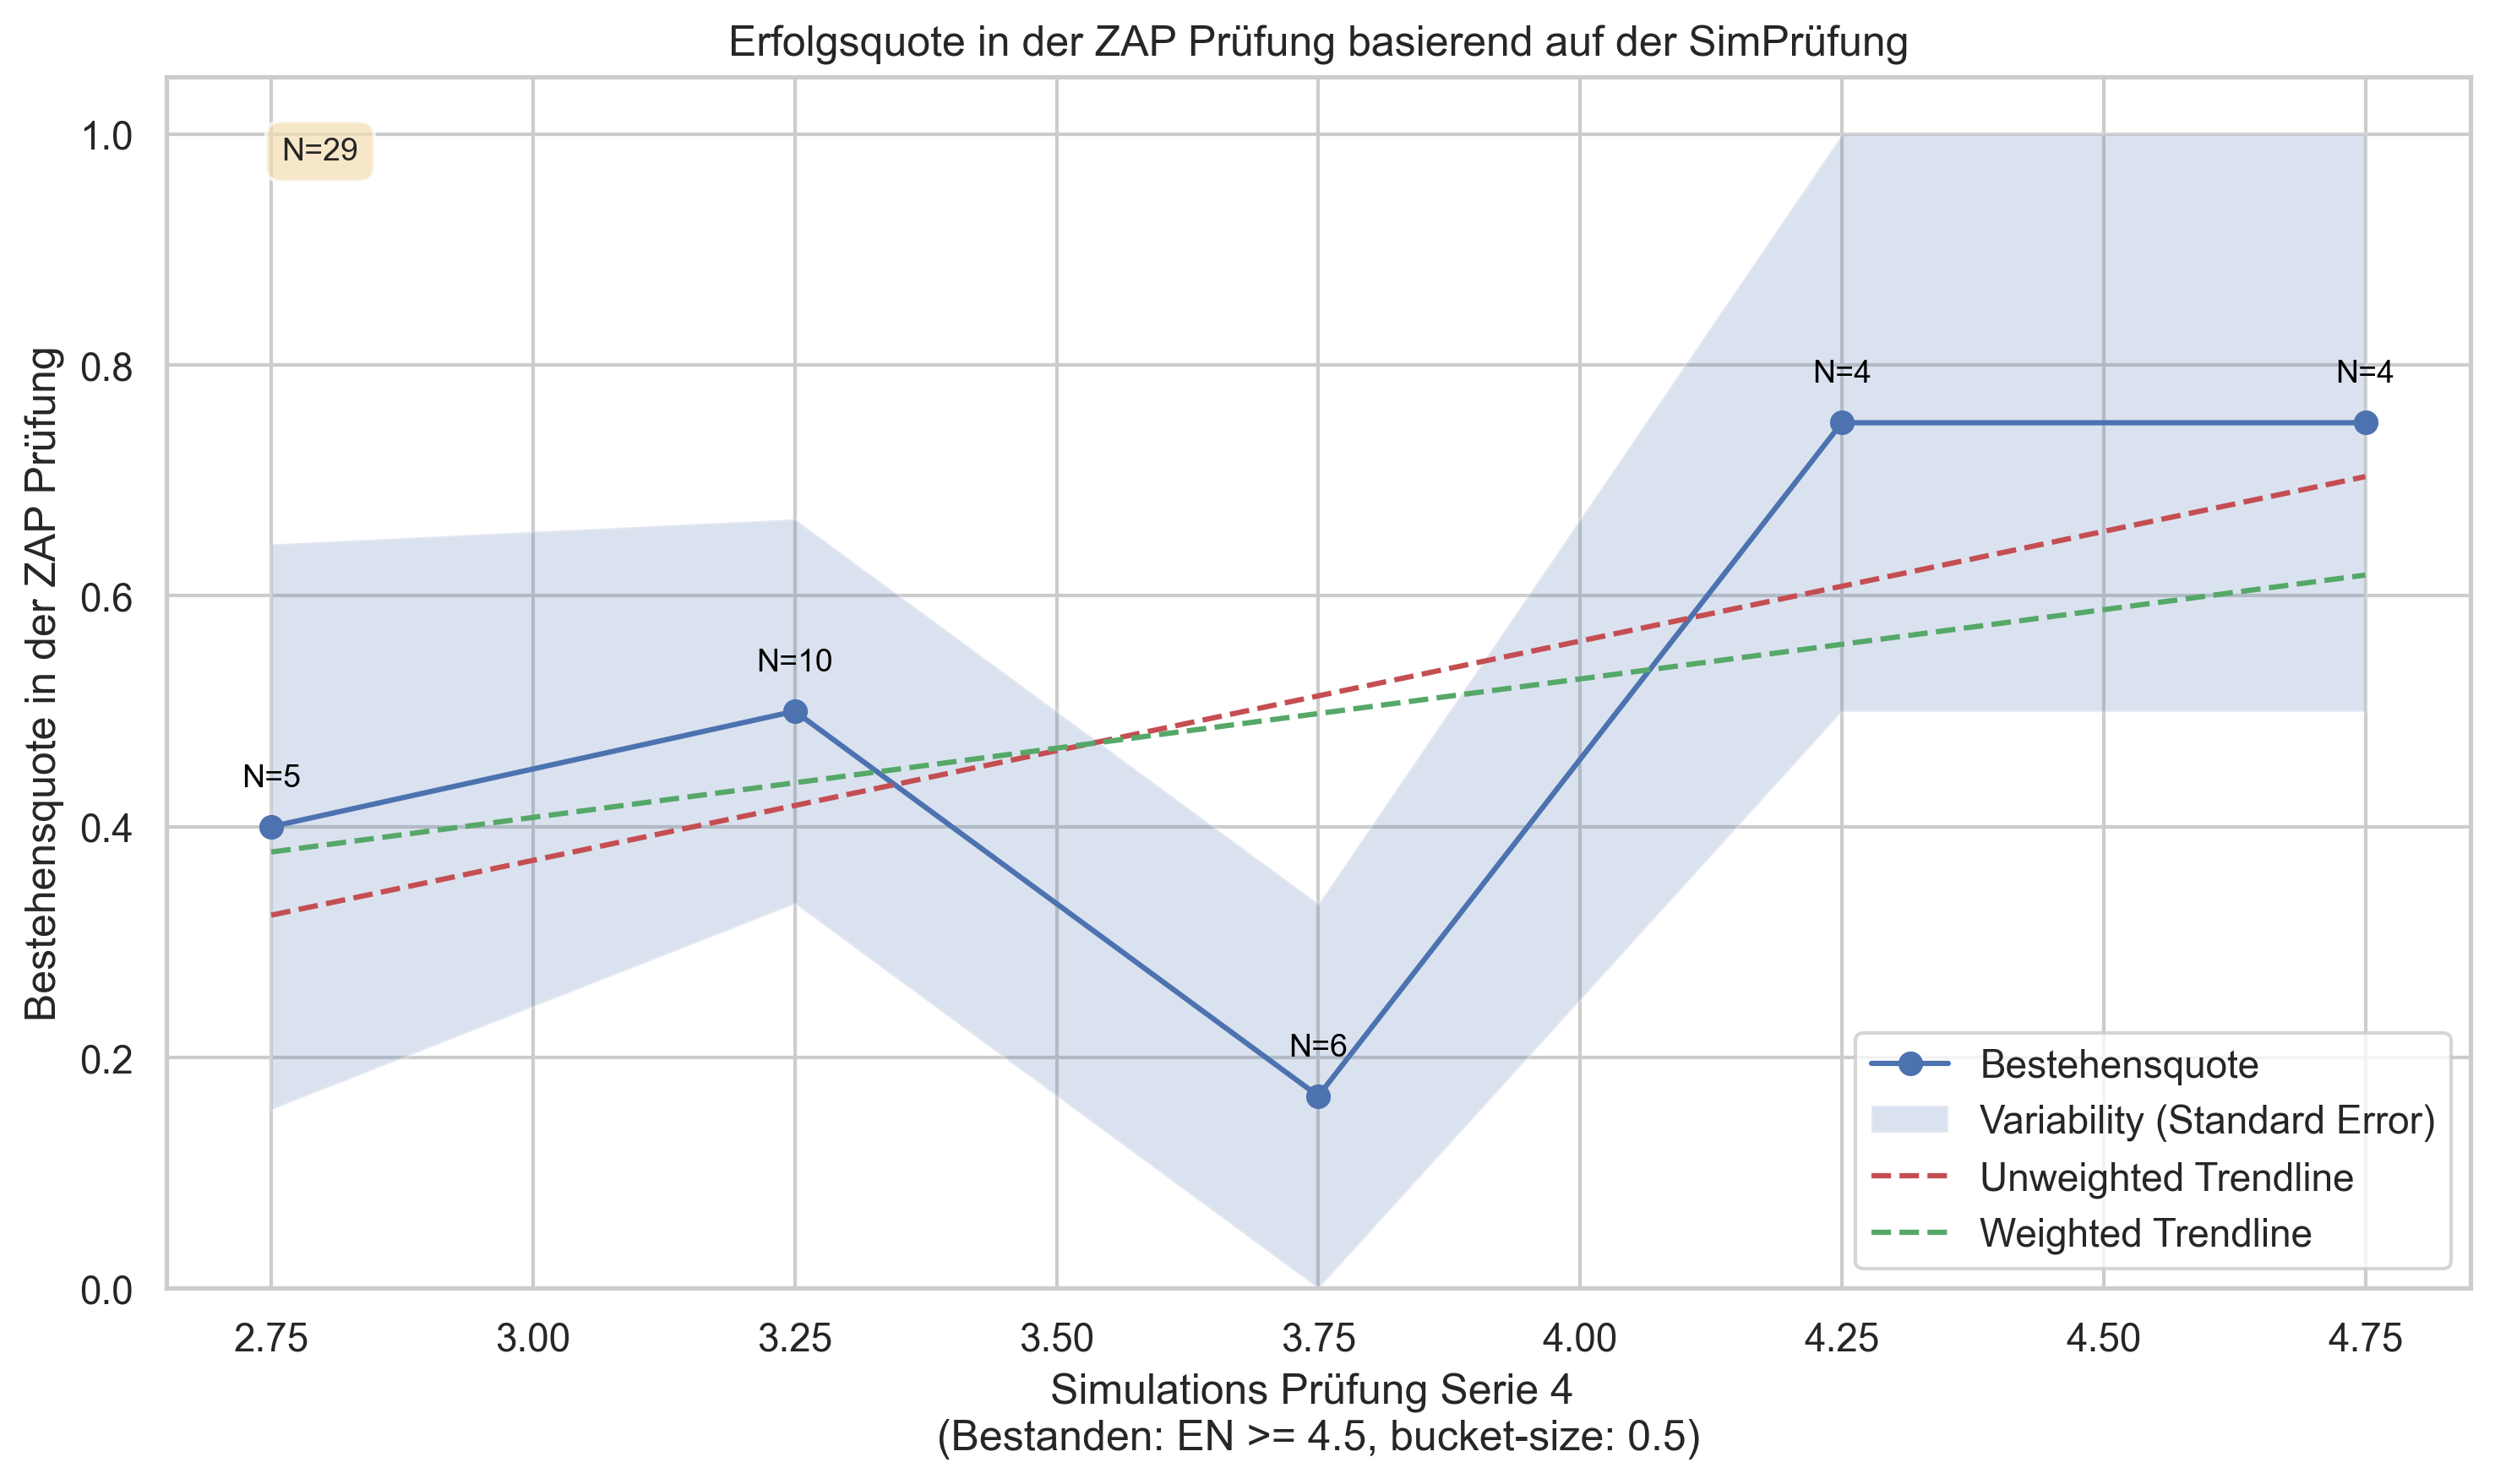 Erfolgsquote in der ZAP Prüfung basierend auf der SimPrüfung
N=29
Bestehensquote in der ZAP Prüfung
1.0
0.8
0.6
0.4
0.2
0.0
N=5
N=10
N=6
N=4
N=4
Bestehensquote
Variability (Standard Error)
Unweighted Trendline
Weighted Trendline
2.75 3.00 3.25 3.50 3.75 4.00 4.25 4.50 4.75
Simulations Prüfung Serie 4
(Bestanden: EN >= 4.5, bucket-size: 0.5)